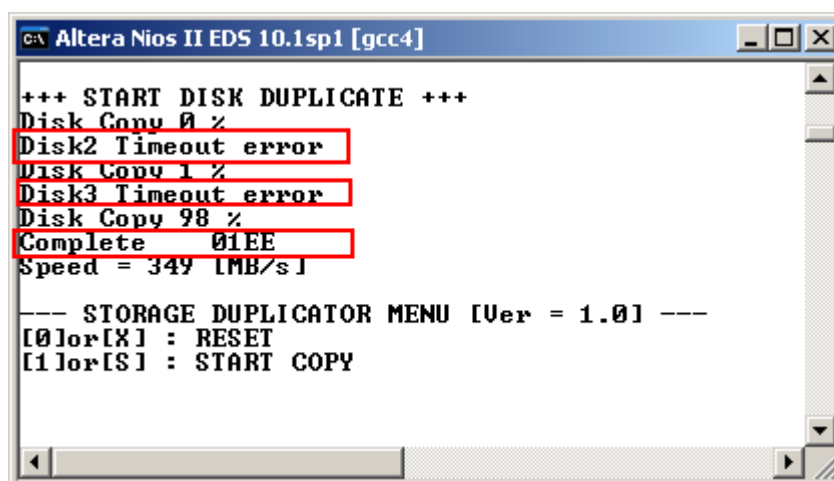 Altera Nios II EDS 10.1sp1 [gcc4]
+++ START DISK DUPLICATE +++
Disk Copy 0 %
Disk2 Timeout error
Disk Copy 1 %
Disk3 Timeout error
Disk Copy 98 %
Complete    01EE
Speed = 349 [MB/s]
--- STORAGE DUPLICATOR MENU [Ver = 1.0] ---
[0]or[X] : RESET
[1]or[S] : START COPY